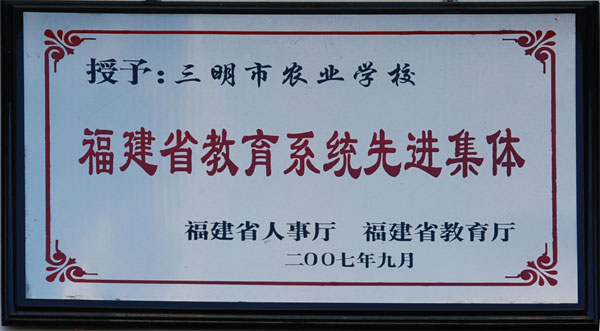 授予：三明市农业学校
福建省教育系统先进集体
福建省人事厅 福建省教育厅
二〇〇七年九月